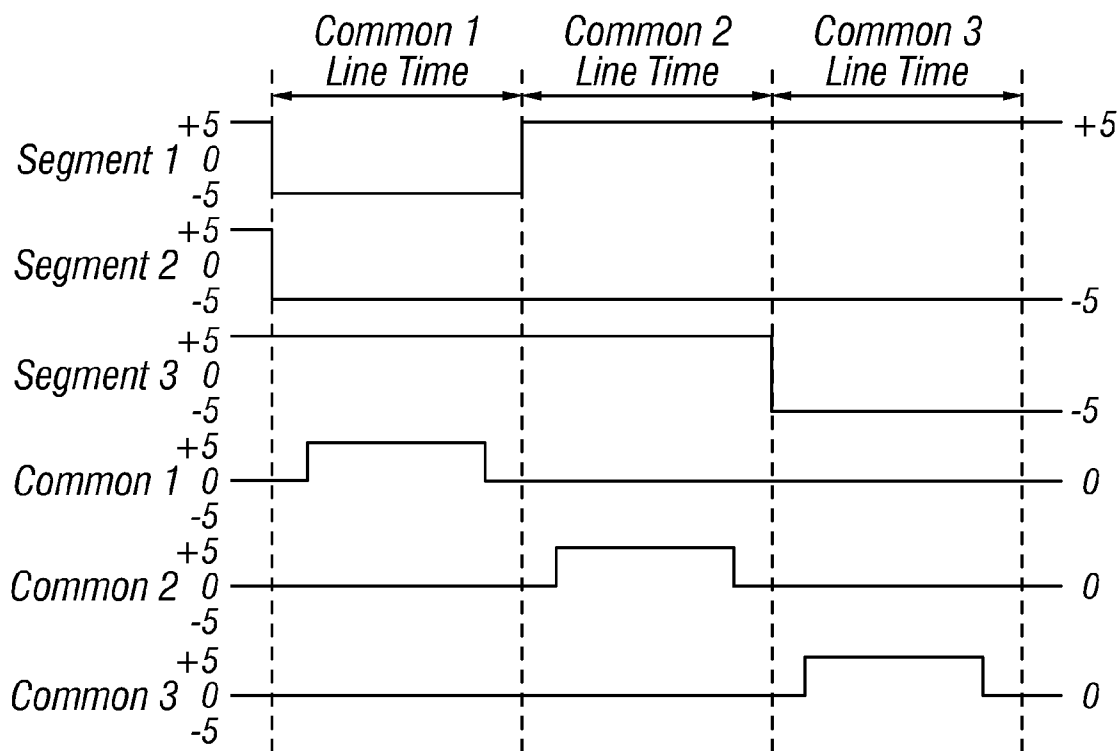 Common 1 Common 2 Common 3
Line Time Line Time Line Time
+5 +5
Segment 1 0
-5
+5
Segment 2 0
-5 -5
+5
Segment 3 0
-5 -5
+5
Common 1 0 0
-5
+5
Common 2 0 0
-5
+5
Common 3 0 0
-5